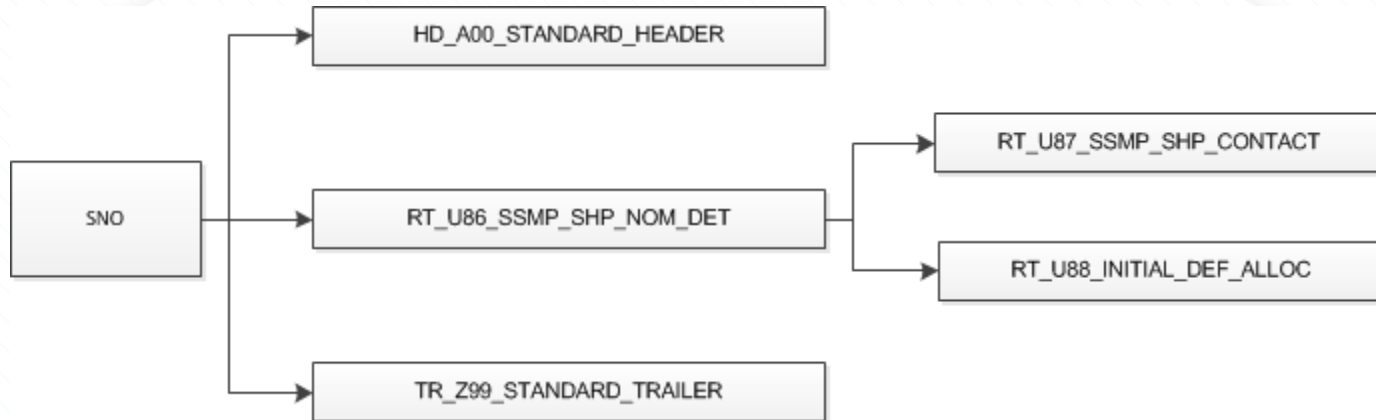 HD_A00_STANDARD_HEADER
RT_U87_SSMP_SHP_CONTACT
SNO
RT_U86_SSMP_SHP_NOM_DET
RT_U88_INITIAL_DEF_ALLOC
TR_Z99_STANDARD_TRAILER